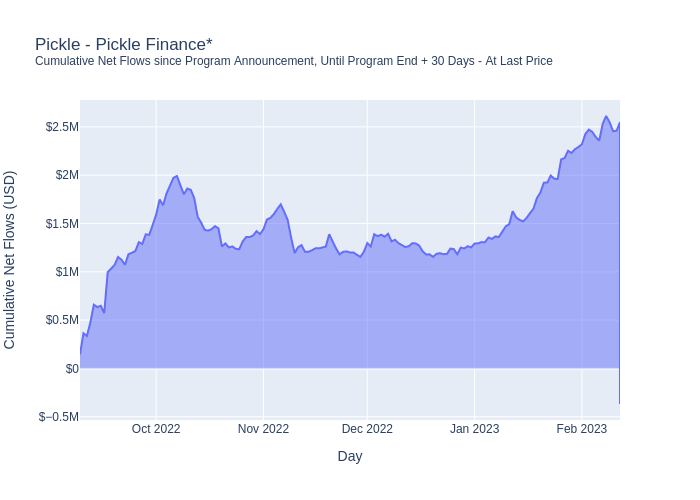 Pickle - Pickle Finance*
Cumulative Net Flows since Program Announcement, Until Program End + 30 Days - At Last Price
Cumulative Net Flows (USD)
$2.5M
$2M
$1.5M
$1M
$0.5M
$0
$−0.5M
Oct 2022
Nov 2022
Dec 2022
Jan 2023
Feb 2023
Day